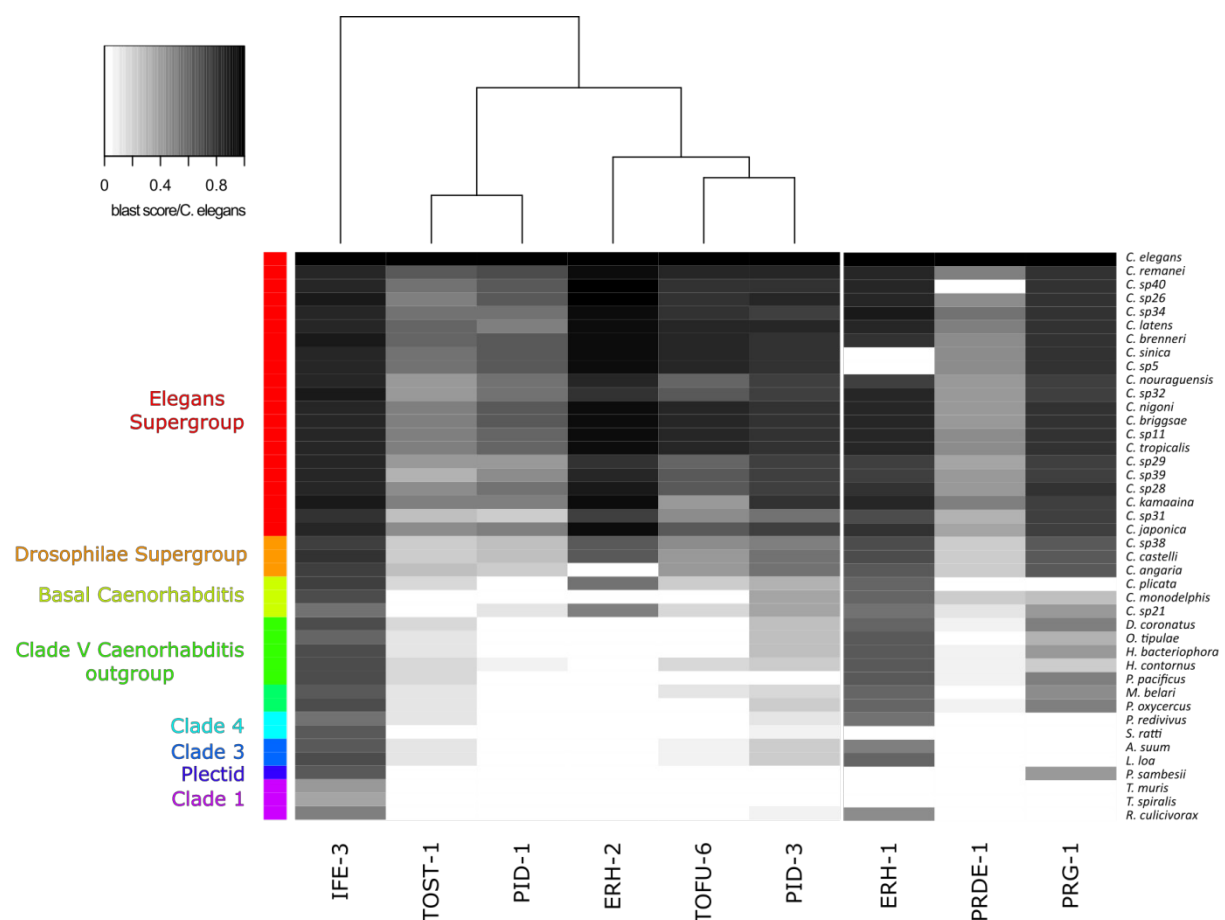 0 0.4 0.8
blast score/C. elegans
Elegans
Supergroup
Drosophilae Supergroup
Basal Caenorhabditis
Clade V Caenorhabditis
outgroup
Clade 4
Clade 3
Plectid
Clade 1
C. elegans
C. remanei
C. sp40
C. sp26
C. sp34
C. latens
C. brenneri
C. sinica
C. sp5
C. nouraguensis
C. sp32
C. nigoni
C. briggsae
C. sp11
C. tropicalis
C. sp29
C. sp39
C. sp28
C. kamaaina
C. sp31
C. japonica
C. sp38
C. castelli
C. angaria
C. plicata
C. monodelphis
C. sp21
D. coronatus
O. tipulae
H. bacteriophora
H. contornus
P. pacificus
M. belari
P. oxycercus
P. redivivus
S. ratti
A. suum
L. loa
P. sambesii
T. muris
T. spiralis
R. culicivorax
IFE-3
TOST-1
PID-1
ERH-2
TOFU-6
PID-3
ERH-1
PRDE-1
PRG-1